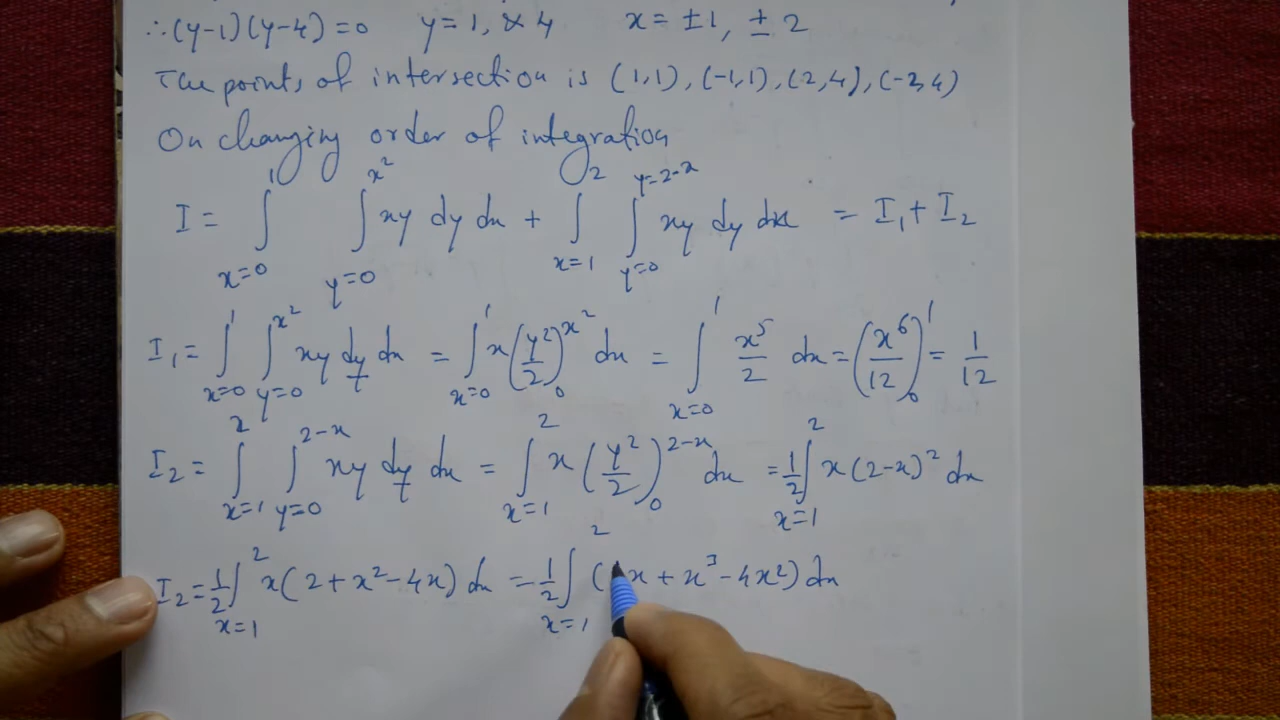 ∴(y-1)(y-4)=0 y=1, & 4 x=±1, ±2
The points of intersection is (1,1), (-1,1), (2,4), (-2,4)
On changing order of integration
I = ∫_{x=0}^{1} ∫_{y=0}^{x²} xy dy dx + ∫_{x=1}^{2} ∫_{y=0}^{y=2-x} xy dy dx = I₁ + I₂
I₁ = ∫_{x=0}^{1} ∫_{y=0}^{x²} xy dy dx = ∫_{x=0}^{1} x (y²/2)_{0}^{x²} dx = ∫_{x=0}^{1} x⁵/2 dx = (x⁶/12)_{0}^{1} = 1/12
I₂ = ∫_{x=1}^{2} ∫_{y=0}^{2-x} xy dy dx = ∫_{x=1}^{2} x (y²/2)_{0}^{2-x} dx = 1/2 ∫_{x=1}^{2} x(2-x)² dx
I₂ = 1/2 ∫_{x=1}^{2} x(2+x²-4x) dx = 1/2 ∫_{x=1}^{2} ( x + x³ - 4x²) dx